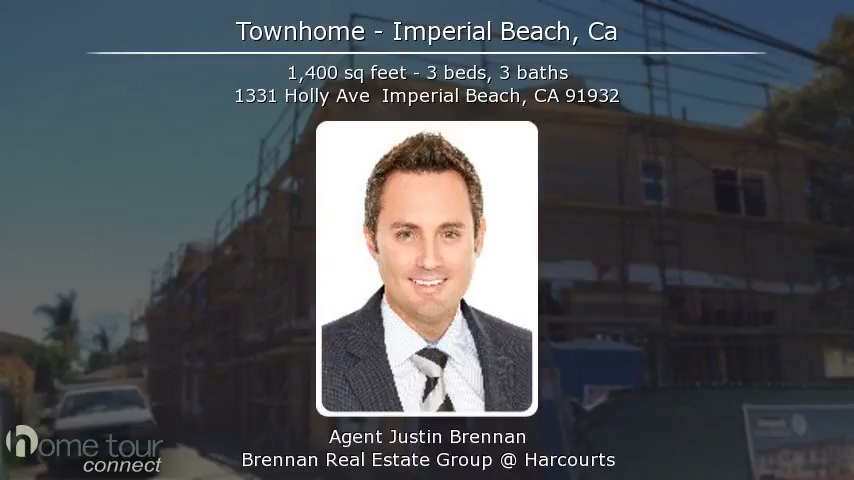 Townhome - Imperial Beach, Ca
1,400 sq feet - 3 beds, 3 baths
1331 Holly Ave Imperial Beach, CA 91932
Agent Justin Brennan
Brennan Real Estate Group @ Harcourts
home tour
connect